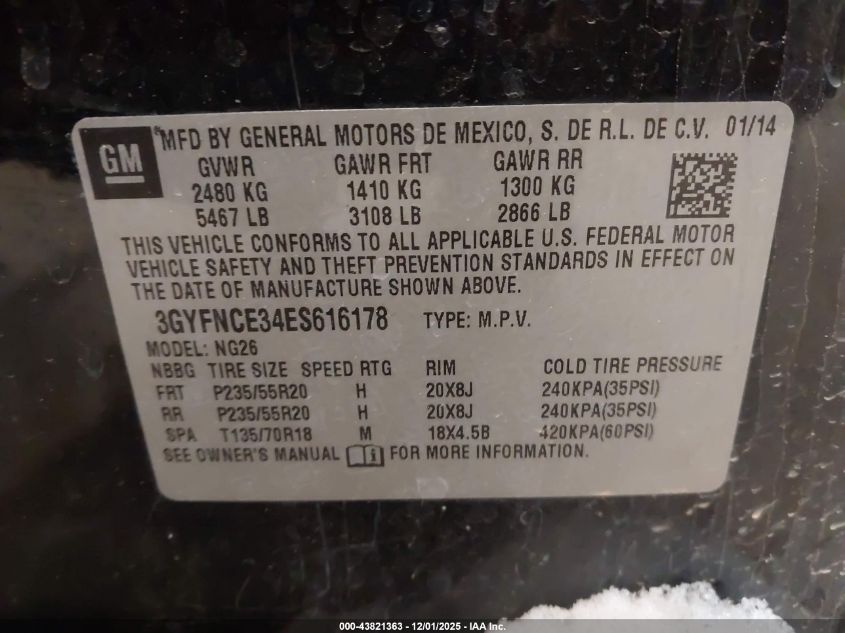 GM
MFD BY GENERAL MOTORS DE MEXICO, S. DE R.L. DE C.V. 01/14
GVWR GAWR FRT GAWR RR
2480 KG 1410 KG 1300 KG
5467 LB 3108 LB 2866 LB
THIS VEHICLE CONFORMS TO ALL APPLICABLE U.S. FEDERAL MOTOR
VEHICLE SAFETY AND THEFT PREVENTION STANDARDS IN EFFECT ON
THE DATE OF MANUFACTURE SHOWN ABOVE.
3GYFNCE34ES616178 TYPE: M.P.V.
MODEL: NG26
NBBG TIRE SIZE SPEED RTG RIM COLD TIRE PRESSURE
FRT P235/55R20 H 20X8J 240KPA(35PSI)
RR P235/55R20 H 20X8J 240KPA(35PSI)
SPA T135/70R18 M 18X4.5B 420KPA(60PSI)
SEE OWNER'S MANUAL FOR MORE INFORMATION.
000-43821363 - 12/01/2025 - IAA Inc.